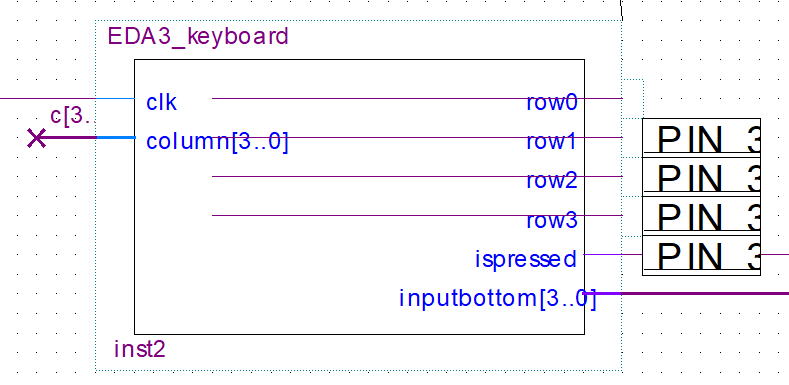 EDA3_keyboard
clk
row0
c[3.
column[3..0]
row1
PIN 3
row2
PIN 3
row3
PIN 3
ispressed
PIN 3
inputbottom[3..0]
inst2